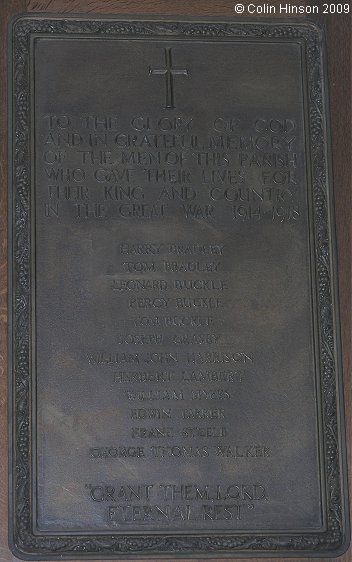 ©Colin Hinson 2009
TO THE GLORY OF GOD
AND IN GRATEFUL MEMORY
OF THE MEN OF THIS PARISH
WHO GAVE THEIR LIVES FOR
THEIR KING AND COUNTRY
IN THE GREAT WAR 1914-1918
HARRY BRADLEY
TOM BRADLEY
LEONARD BUCKLE
PERCY BUCKLE
BUCKLE
JOSEPH
WILLIAM JOHN HARRISON
HERBERT LAMBERT
WILLIAM
EDWIN PARKER
FRANK STEELE
GEORGE THOMAS WALKER
"GRANT THEM, LORD,
ETERNAL REST"